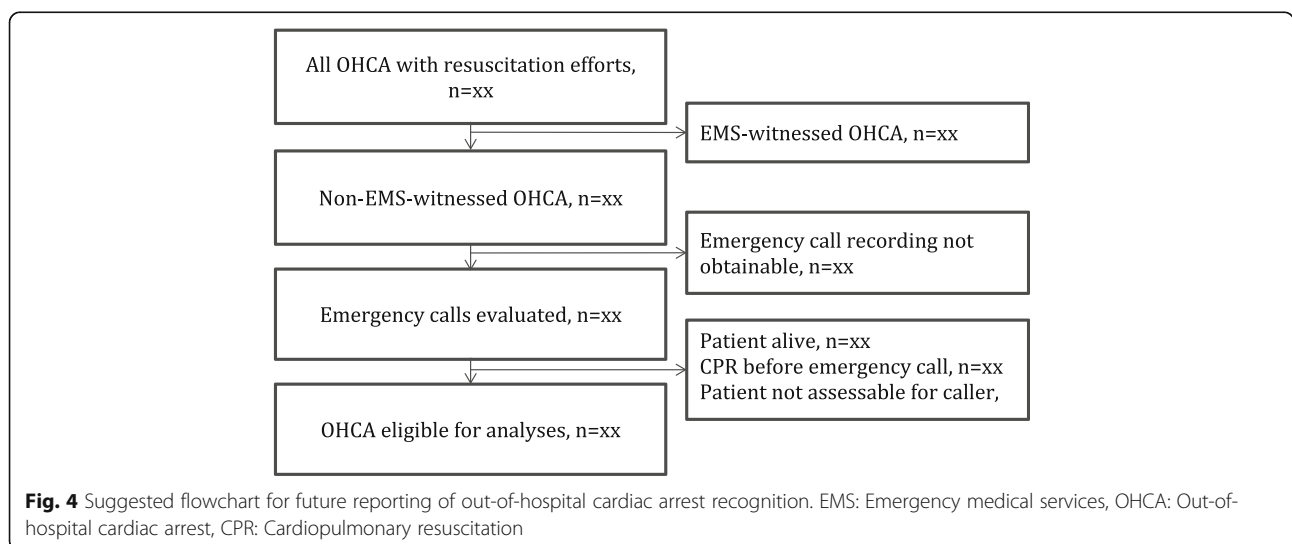 All OHCA with resuscitation efforts,
n=xx
EMS-witnessed OHCA, n=xx
Non-EMS-witnessed OHCA, n=xx
Emergency call recording not
obtainable, n=xx
Emergency calls evaluated, n=xx
Patient alive, n=xx
CPR before emergency call, n=xx
Patient not assessable for caller,
OHCA eligible for analyses, n=xx
Fig. 4 Suggested flowchart for future reporting of out-of-hospital cardiac arrest recognition. EMS: Emergency medical services, OHCA: Out-of-
hospital cardiac arrest, CPR: Cardiopulmonary resuscitation